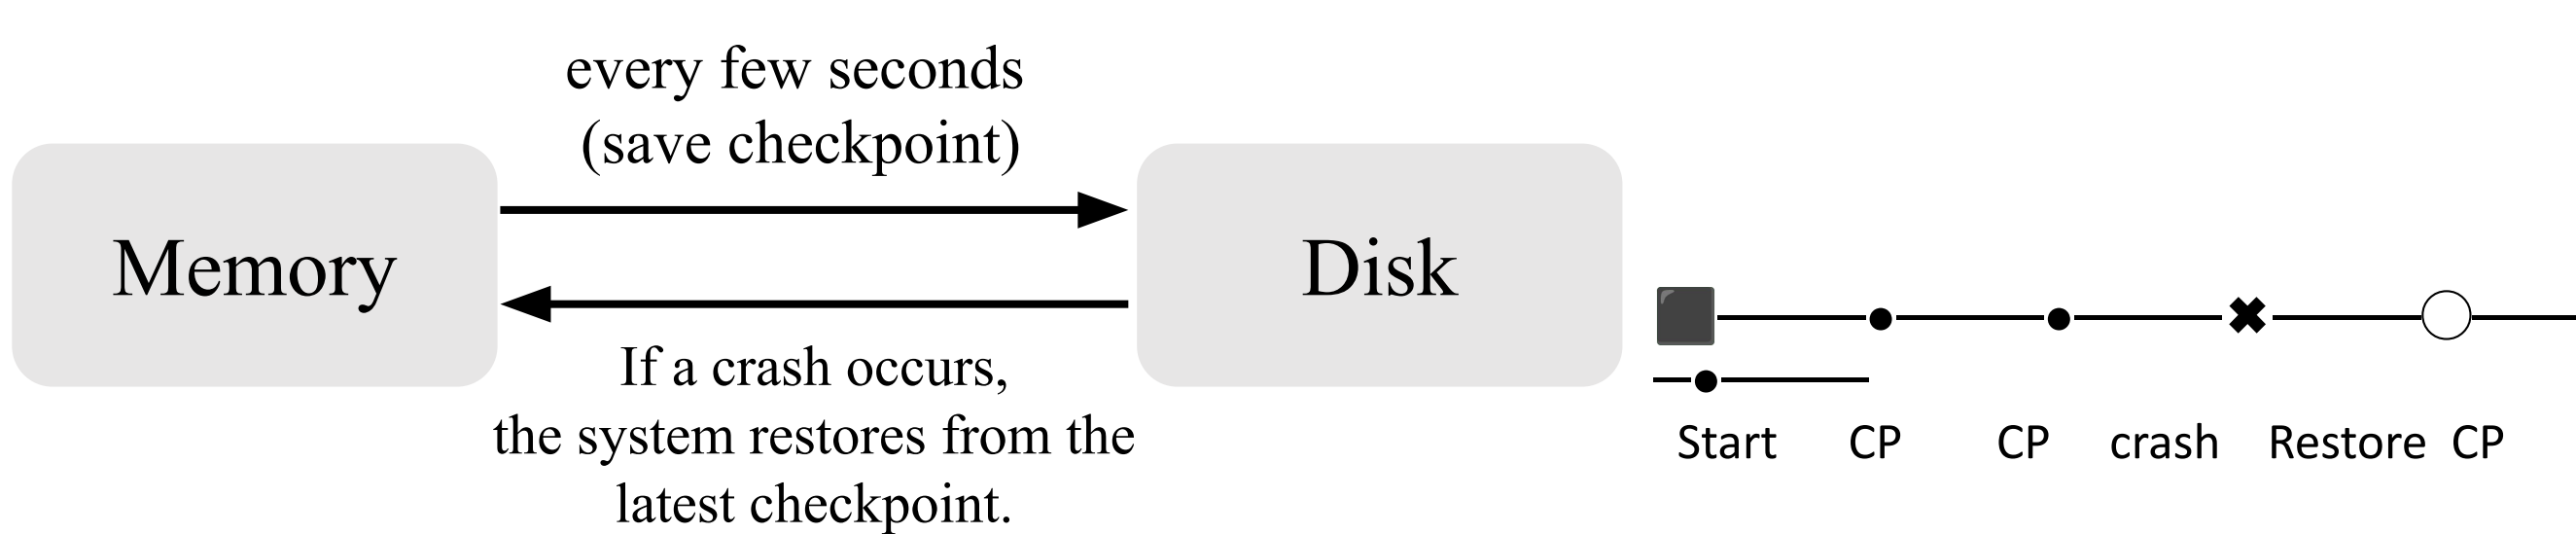 every few seconds
(save checkpoint)
Memory
Disk
If a crash occurs,
the system restores from the
latest checkpoint.
Start CP CP crash Restore CP